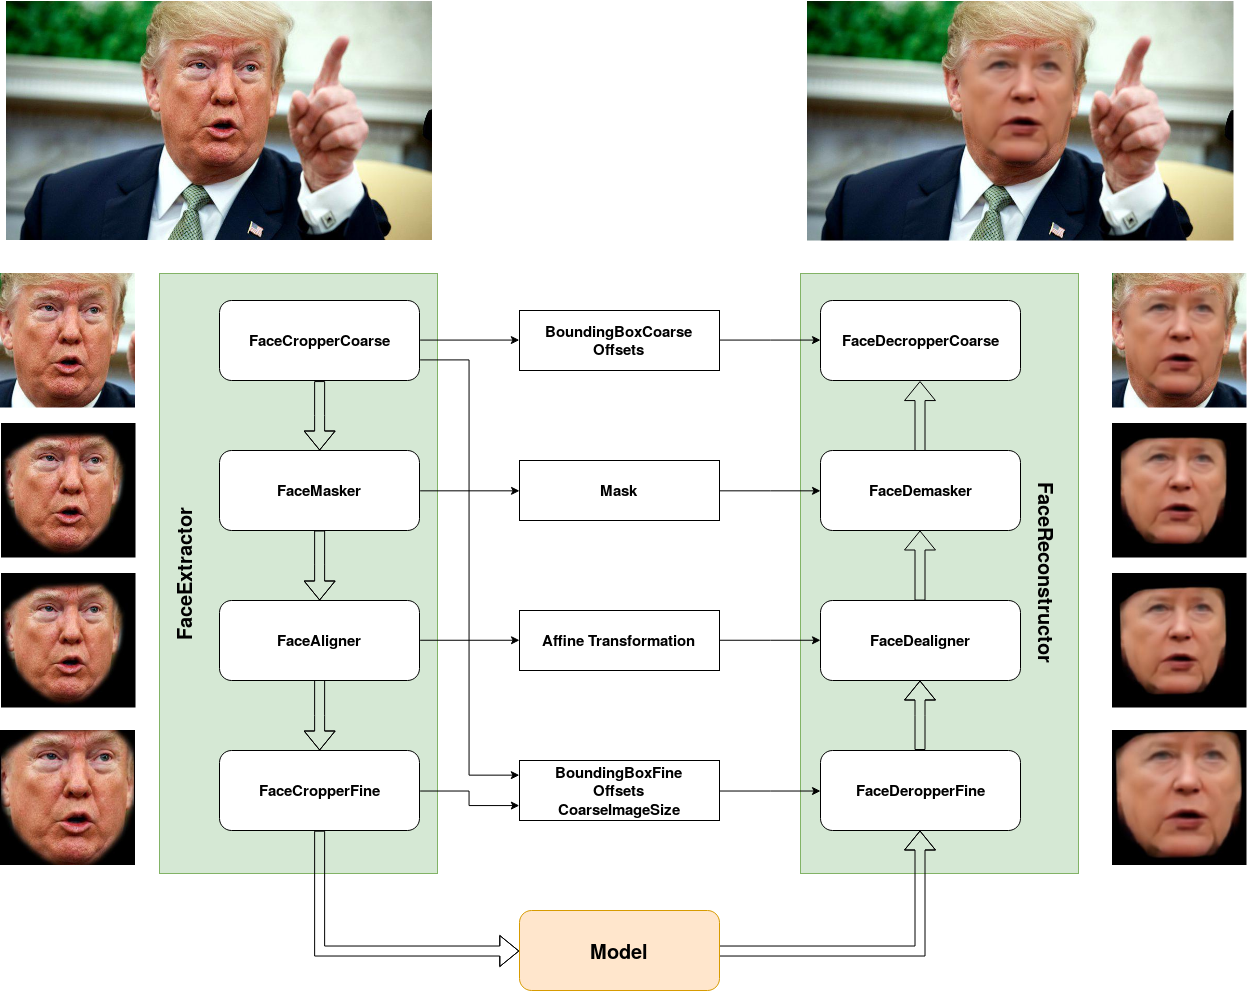 FaceCropperCoarse
BoundingBoxCoarse
Offsets
FaceDecropperCoarse
FaceMasker
Mask
FaceDemasker
FaceExtractor
FaceReconstructor
FaceAligner
Affine Transformation
FaceDealigner
FaceCropperFine
BoundingBoxFine
Offsets
CoarseImageSize
FaceDeropperFine
Model